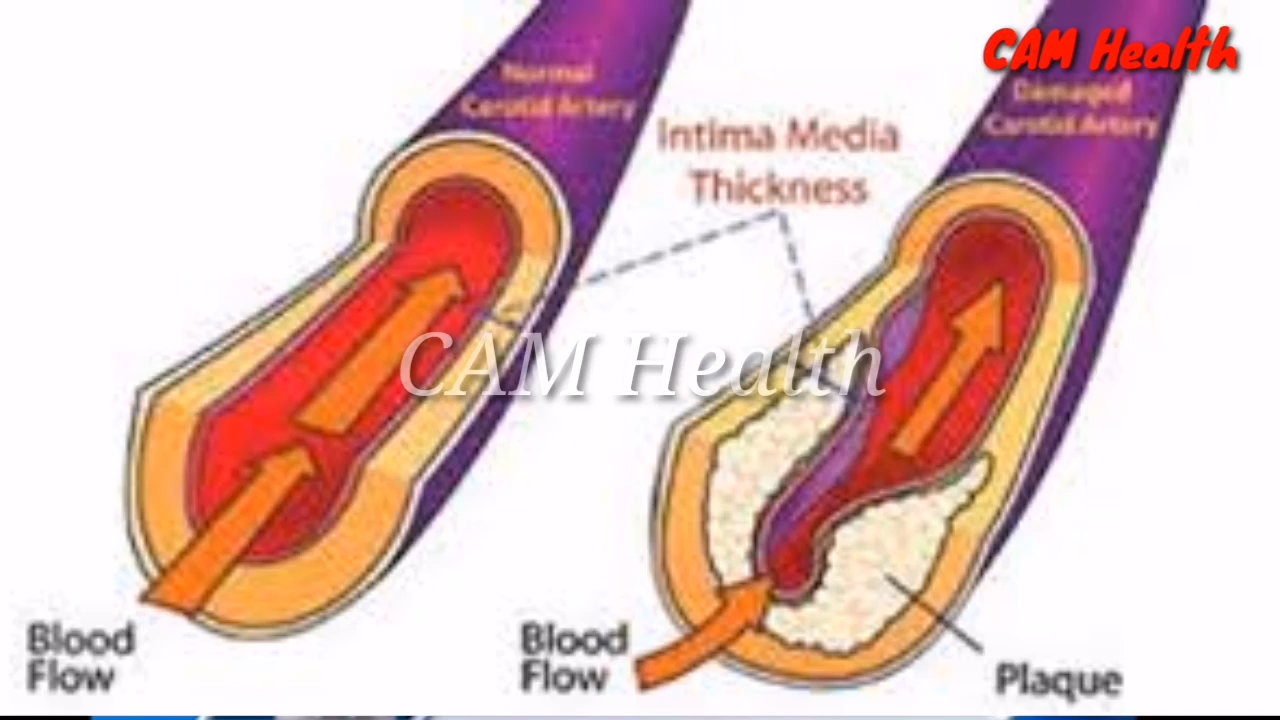 CAM Health
Normal
Carotid Artery
Damaged
Carotid Artery
Intima Media
Thickness
CAM Health
Blood
Flow
Blood
Flow
Plaque